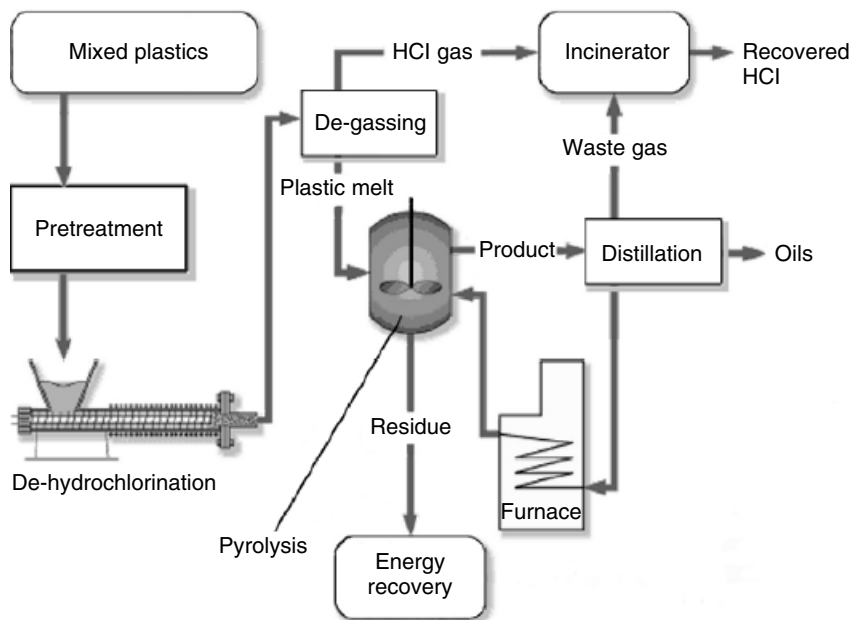 Mixed plastics
HCl gas
Incinerator
Recovered
HCl
De-gassing
Waste gas
Plastic melt
Pretreatment
Product
Distillation
Oils
Residue
De-hydrochlorination
Furnace
Pyrolysis
Energy
recovery